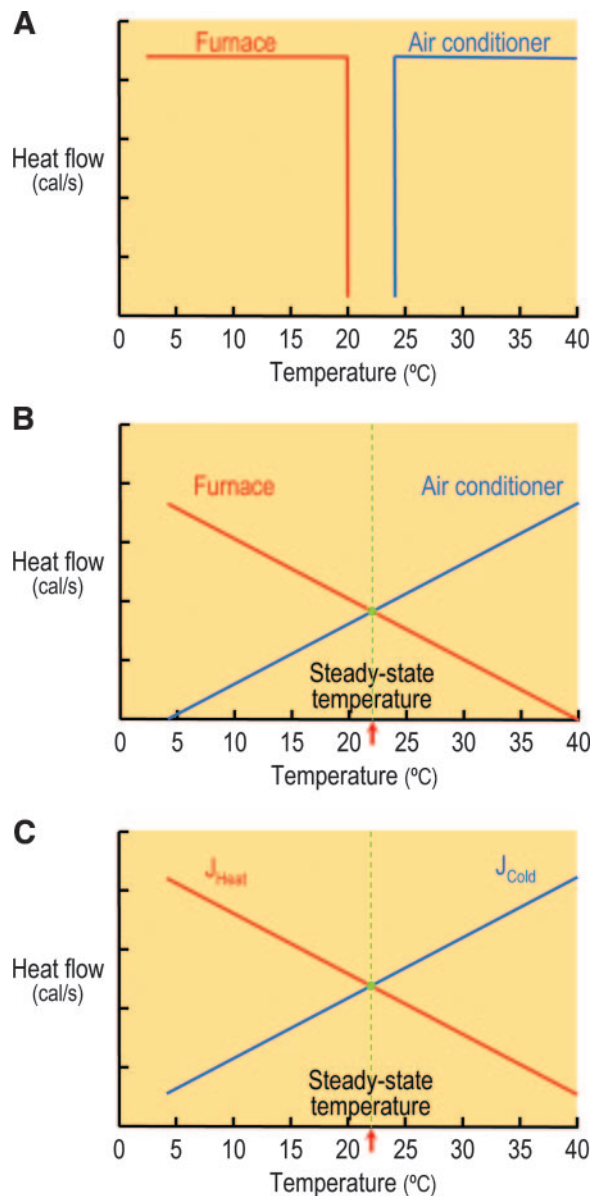 A
Furnace
Air conditioner
Heat flow
(cal/s)
0 5 10 15 20 25 30 35 40
Temperature (ºC)
B
Furnace
Air conditioner
Heat flow
(cal/s)
Steady-state
temperature
0 5 10 15 20 25 30 35 40
Temperature (ºC)
C
J Heat
J Cold
Heat flow
(cal/s)
Steady-state
temperature
0 5 10 15 20 25 30 35 40
Temperature (ºC)